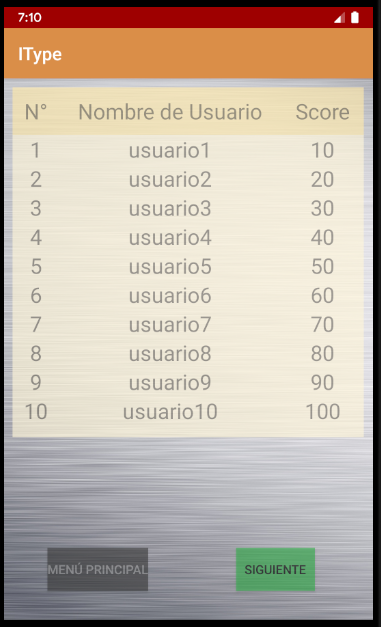 7:10
IType
N° Nombre de Usuario Score
1 usuario1 10
2 usuario2 20
3 usuario3 30
4 usuario4 40
5 usuario5 50
6 usuario6 60
7 usuario7 70
8 usuario8 80
9 usuario9 90
10 usuario10 100
MENÚ PRINCIPAL SIGUIENTE